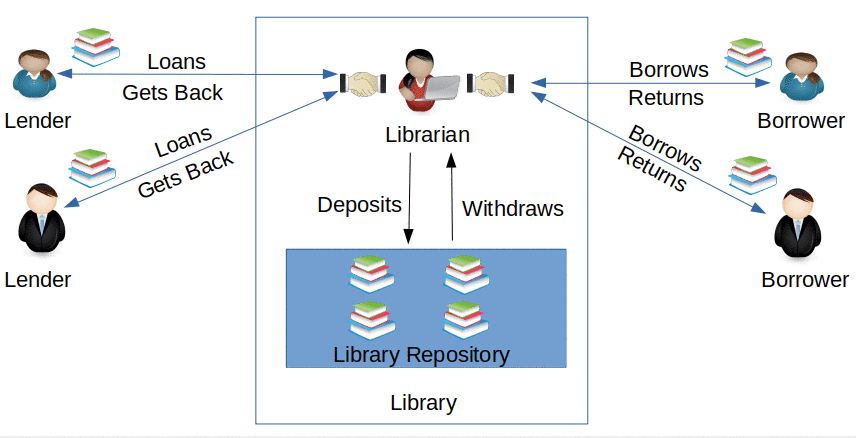 Loans
Gets Back
Lender
Loans
Gets Back
Lender
Librarian
Deposits
Withdraws
Library Repository
Library
Borrows
Returns
Borrower
Borrows
Returns
Borrower